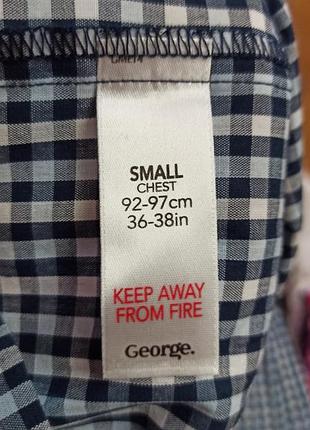 SMALL
CHEST
92-97cm
36-38in
KEEP AWAY
FROM FIRE
George.